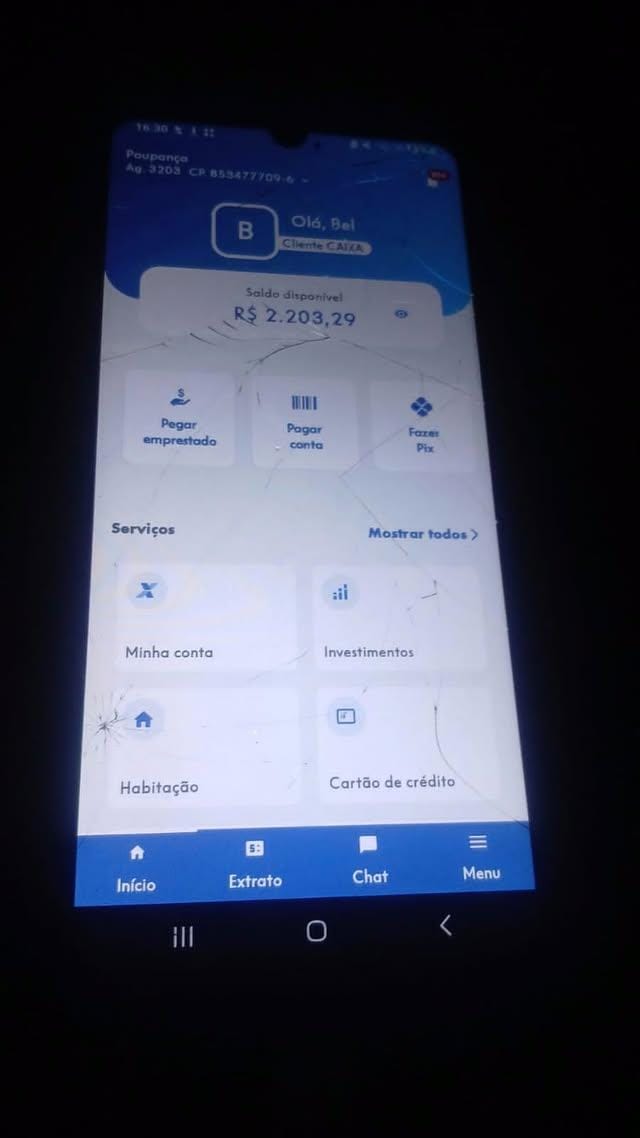 16:30
Poupança
Ag. 3203 CP 853477709-6
B
Olá, Bel
Cliente CAIXA
Saldo disponível
R$ 2.203,29
$
Pegar
emprestado
Pagar
conta
Fazer
Pix
Serviços
Mostrar todos
X
Minha conta
Investimentos
Habitação
Cartão de crédito
Início
Extrato
Chat
Menu